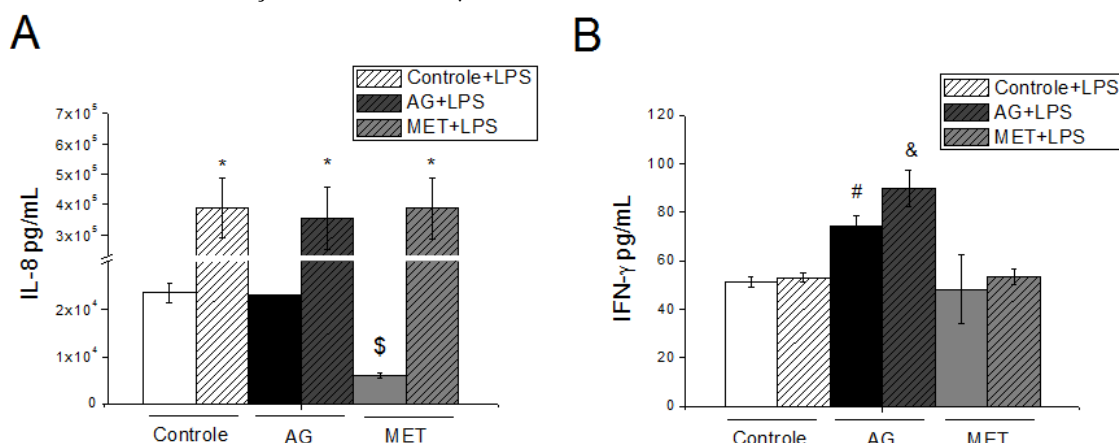 A
Controle+LPS
AG+LPS
MET+LPS
7x10⁵
6x10⁵
5x10⁵
4x10⁵
3x10⁵
2x10⁴
1x10⁴
0
IL-8 pg/mL
*
*
*
$
Controle
AG
MET
B
Controle+LPS
AG+LPS
MET+LPS
120
100
80
60
40
20
0
IFN-γ pg/mL
#
&
Controle
AG
MET